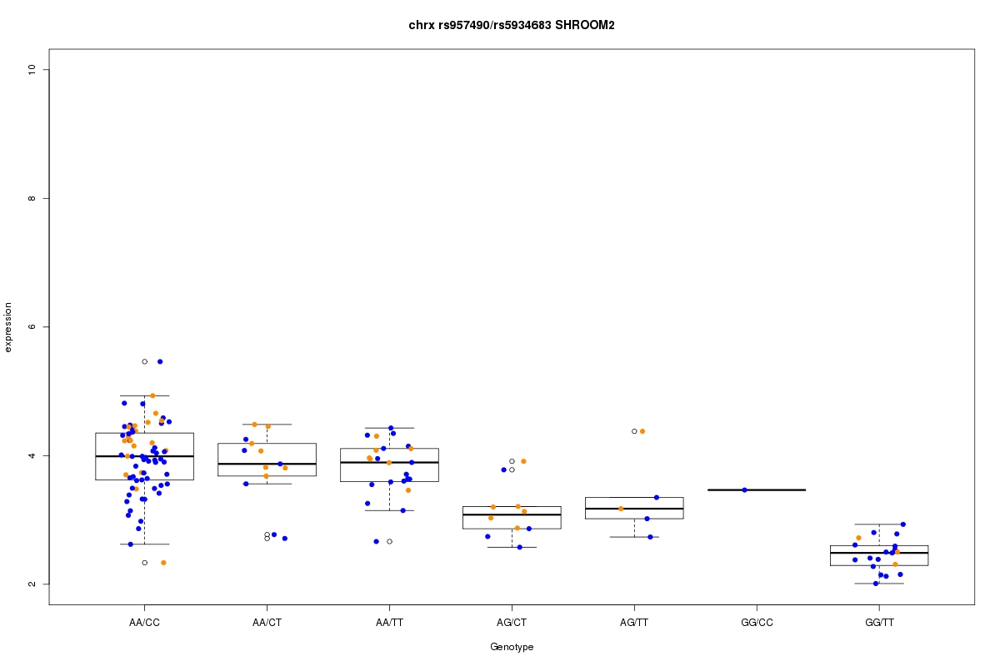 chrx rs957490/rs5934683 SHROOM2
10
8
6
4
2
expression
AA/CC AA/CT AA/TT AG/CT AG/TT GG/CC GG/TT
Genotype